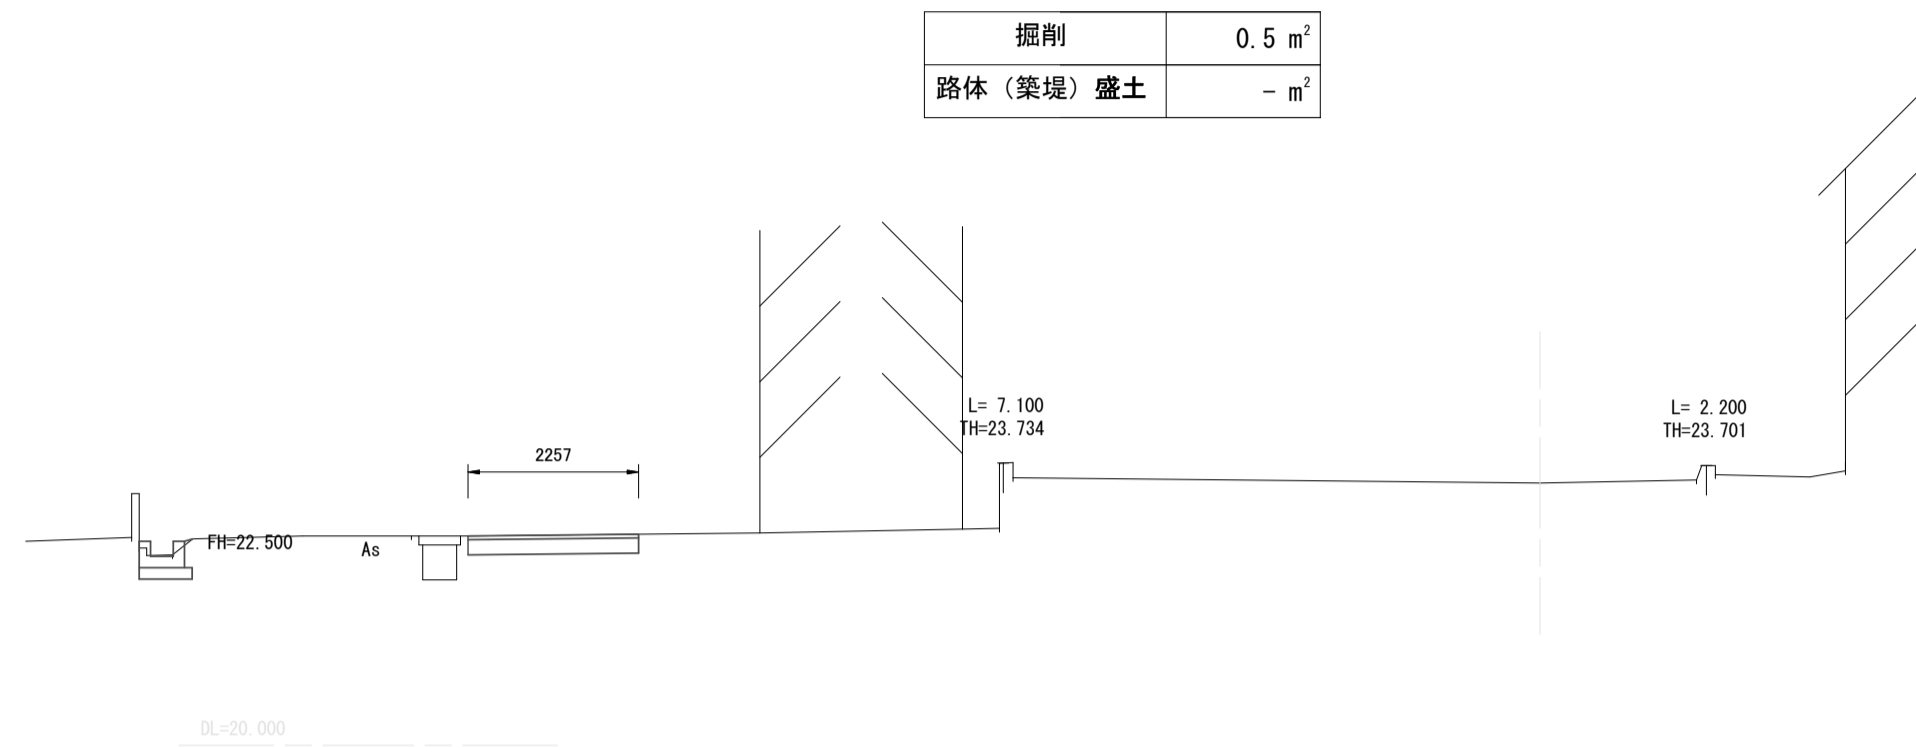 掘削 0.5 m²
路体（築堤）盛土 － m²
L= 7.100
TH=23.734
L= 2.200
TH=23.701
2257
FH=22.500
As
DL=20.000